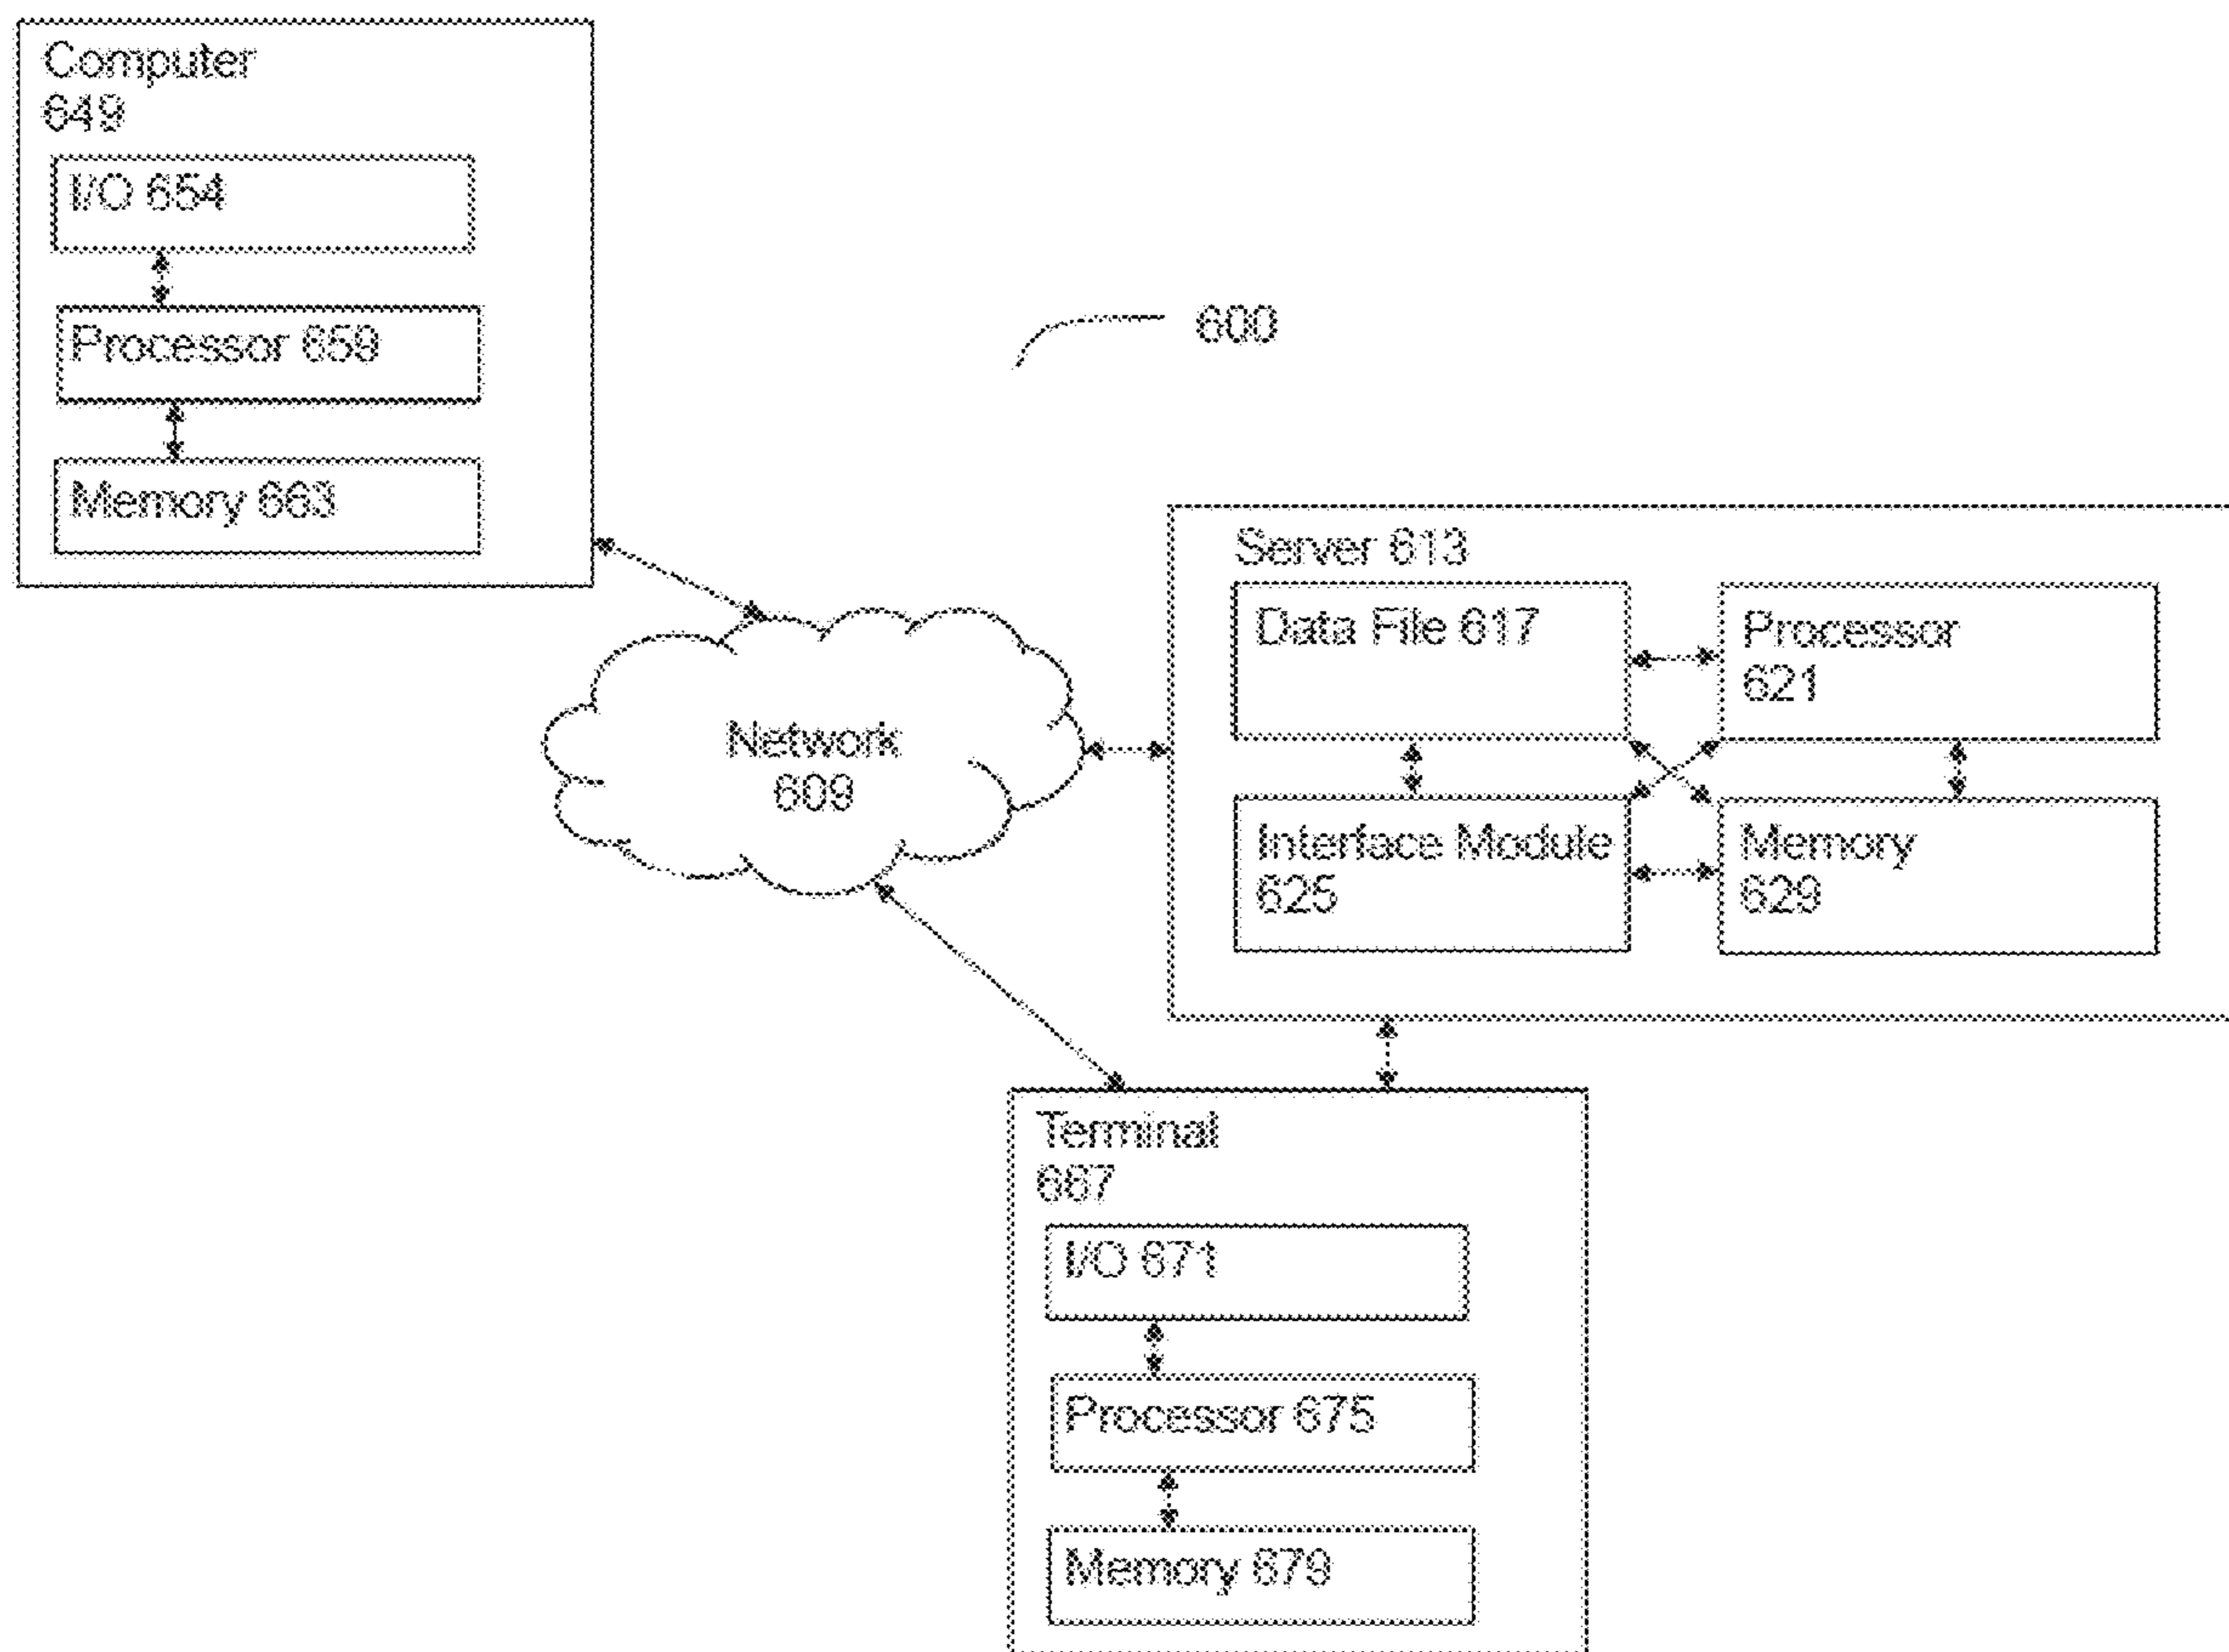 Computer
649
I/O 654
Processor 659
Memory 663
600
Server 613
Data File 617
Processor
621
Network
609
Interface Module
625
Memory
629
Terminal
667
I/O 671
Processor 675
Memory 679